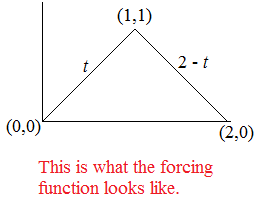 (1,1)
t
2 - t
(0,0)
(2,0)
This is what the forcing
function looks like.